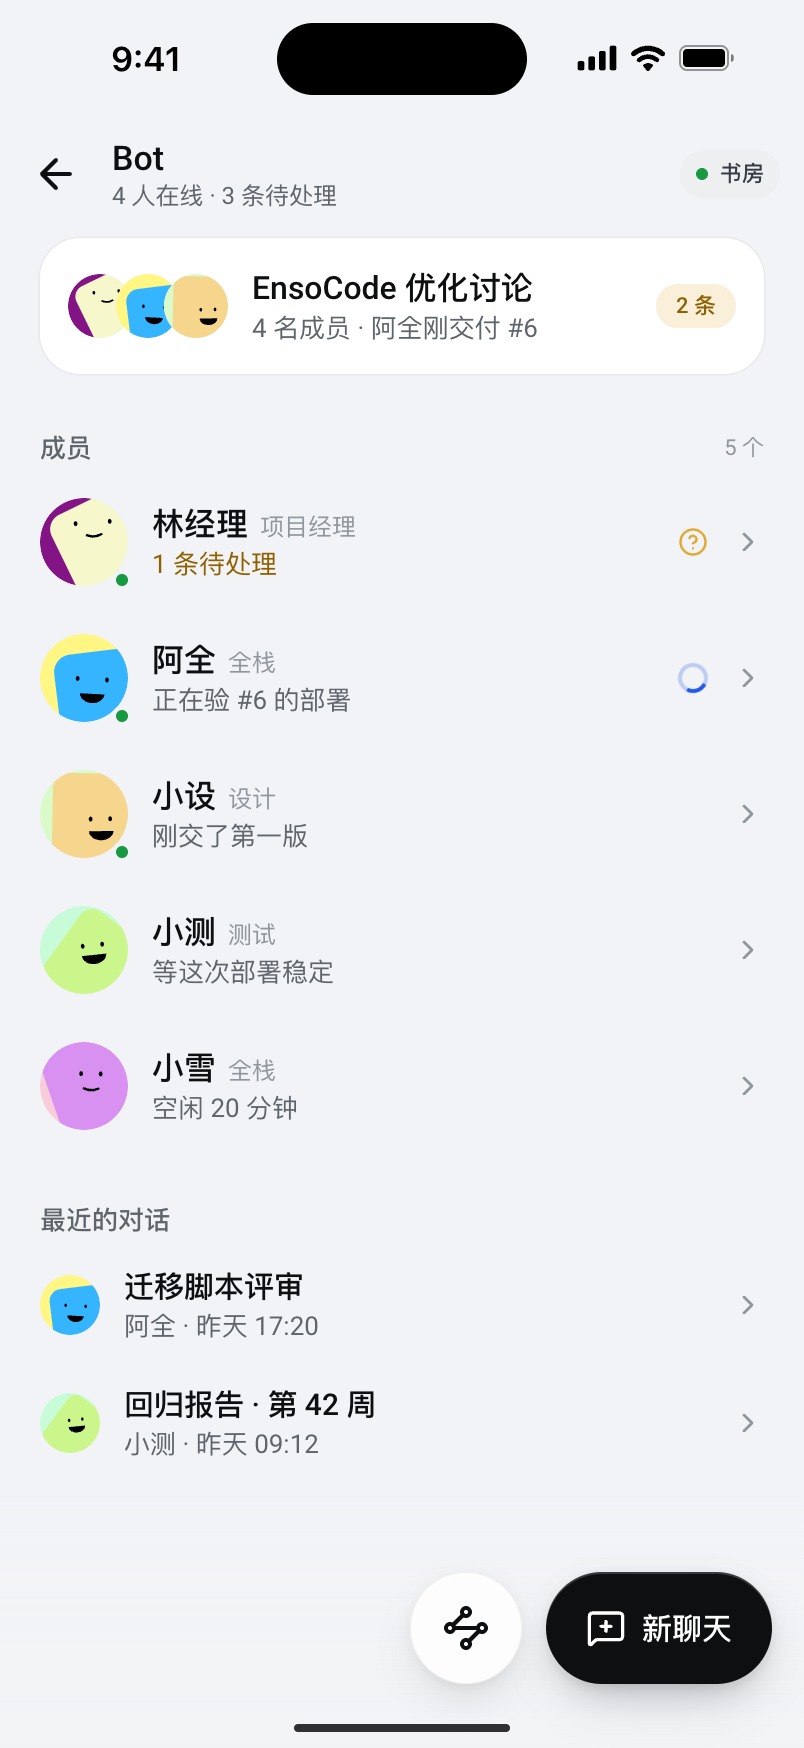 9:41
Bot
4 人在线 · 3 条待处理
书房
EnsoCode 优化讨论
4 名成员 · 阿全刚交付 #6
2 条
成员
5 个
林经理 项目经理
1 条待处理
阿全 全栈
正在验 #6 的部署
小设 设计
刚交了第一版
小测 测试
等这次部署稳定
小雪 全栈
空闲 20 分钟
最近的对话
迁移脚本评审
阿全 · 昨天 17:20
回归报告 · 第 42 周
小测 · 昨天 09:12
新聊天